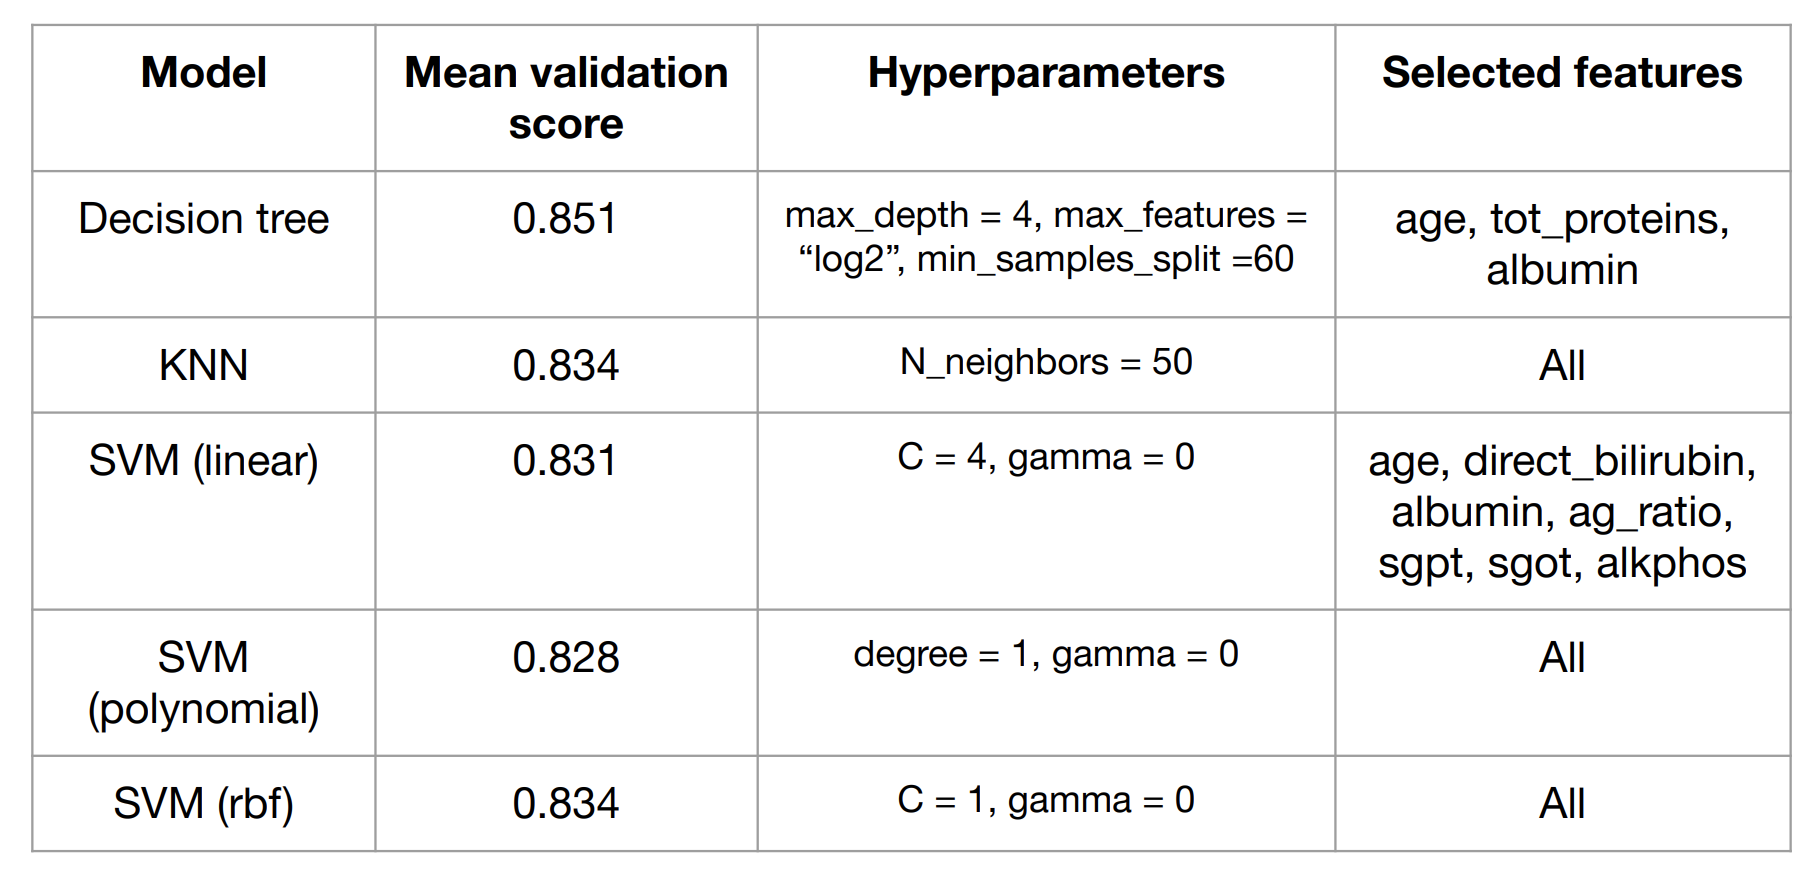 Model
Mean validation
score
Hyperparameters
Selected features
Decision tree
0.851
max_depth = 4, max_features =
“log2”, min_samples_split =60
age, tot_proteins,
albumin
KNN
0.834
N_neighbors = 50
All
SVM (linear)
0.831
C = 4, gamma = 0
age, direct_bilirubin,
albumin, ag_ratio,
sgpt, sgot, alkphos
SVM
(polynomial)
0.828
degree = 1, gamma = 0
All
SVM (rbf)
0.834
C = 1, gamma = 0
All